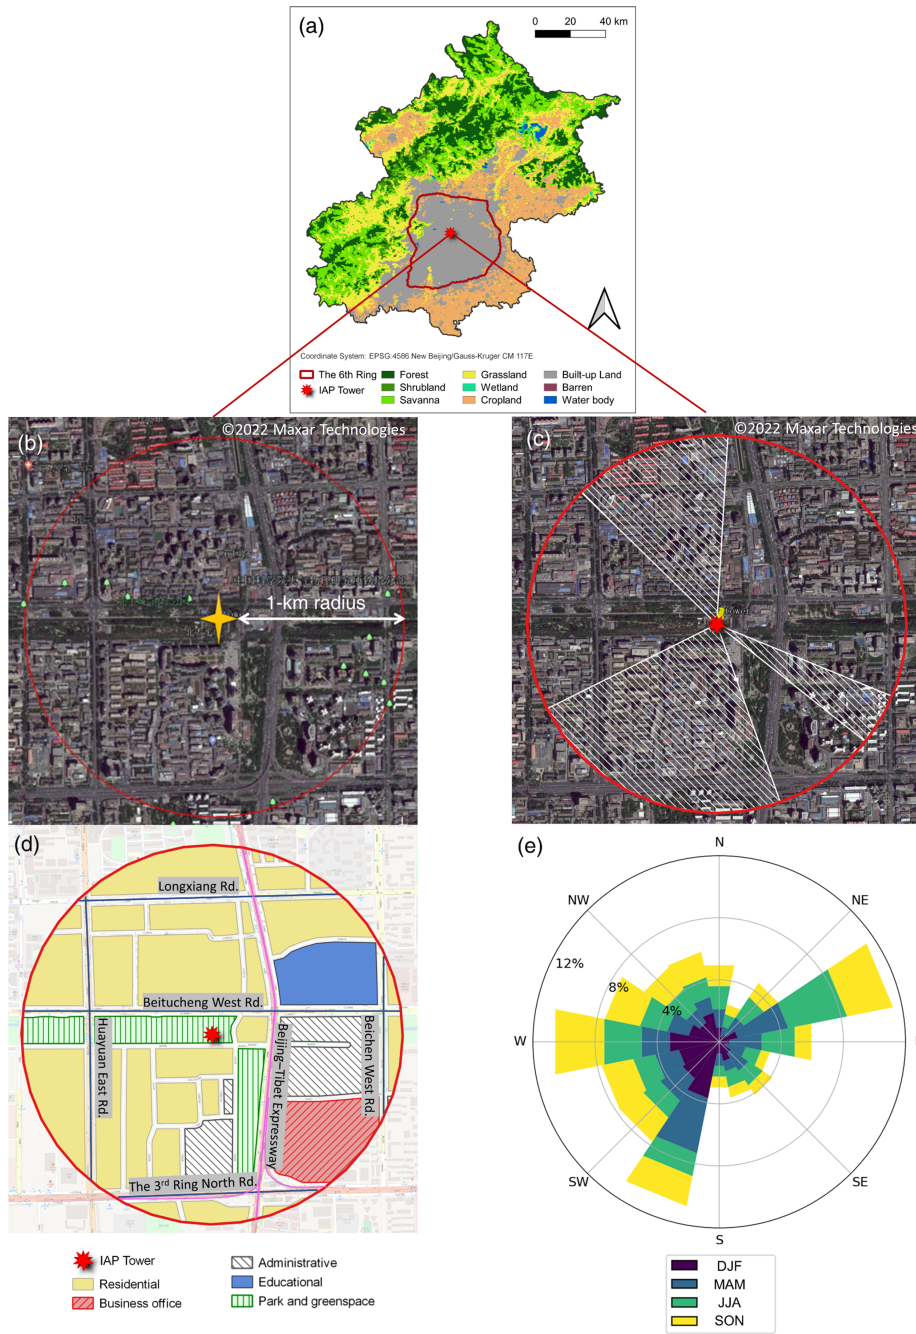 (a)
0 20 40 km
Coordinate System: EPSG:4586 New Beijing/Gauss-Kruger CM 117E
The 6th Ring
IAP Tower
Forest
Shrubland
Savanna
Grassland
Wetland
Cropland
Built-up Land
Barren
Water body
(b)
©2022 Maxar Technologies
1-km radius
(c)
©2022 Maxar Technologies
Tower
(d)
Longxiang Rd.
Beitucheng West Rd.
Huayuan East Rd.
Beijing–Tibet Expressway
Beichen West Rd.
The 3rd Ring North Rd.
IAP Tower
Residential
Business office
Administrative
Educational
Park and greenspace
(e)
N
NW
NE
12%
8%
4%
W
SW
SE
S
DJF
MAM
JJA
SON